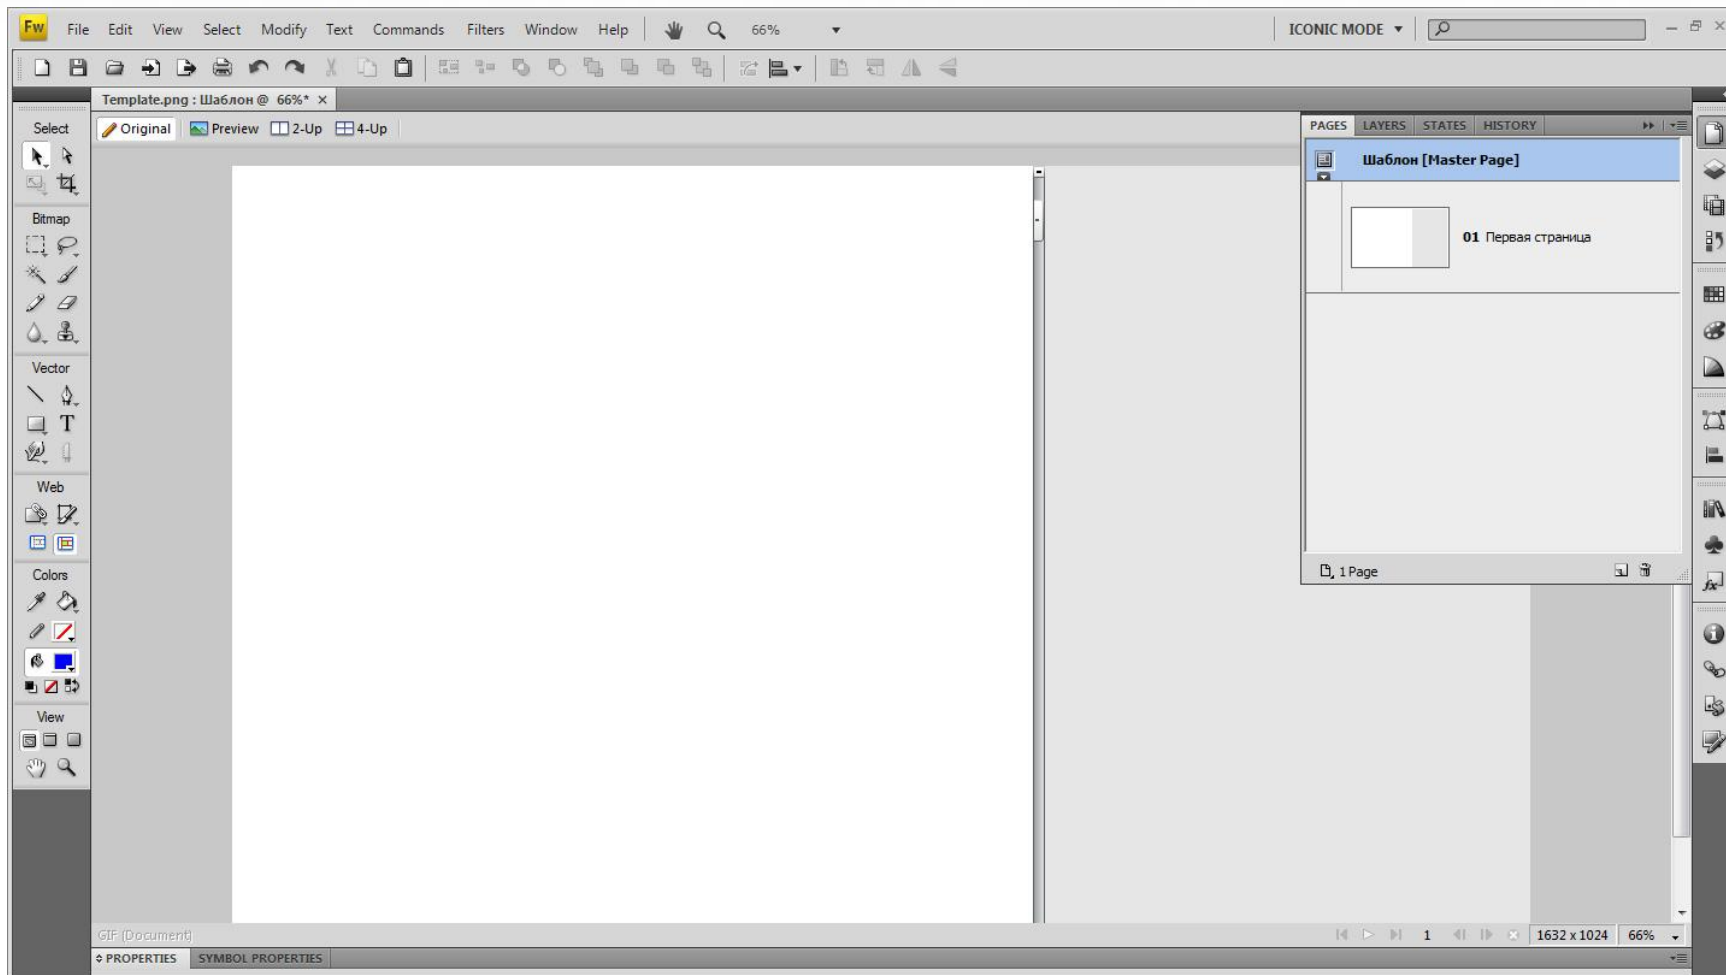 Fw File Edit View Select Modify Text Commands Filters Window Help 66% ICONIC MODE
Template.png : Шаблон @ 66%* ×
Select
Original Preview 2-Up 4-Up
PAGES LAYERS STATES HISTORY
Шаблон [Master Page]
Bitmap
01 Первая страница
Vector
T
Web
1 Page
Colors
fx
View
GIF (Document) 1 1632 x 1024 66%
PROPERTIES SYMBOL PROPERTIES